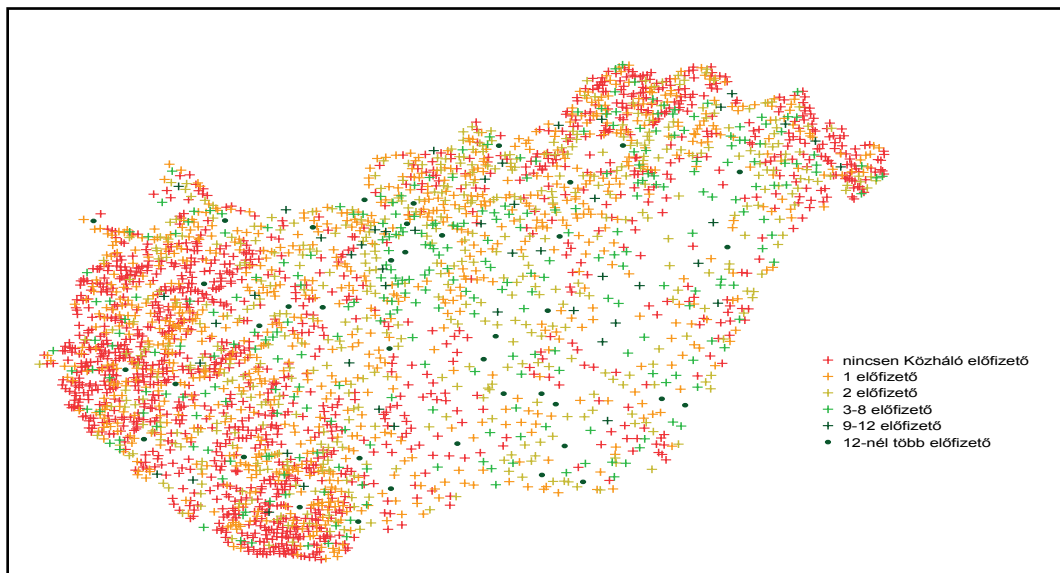 nincsen Közháló előfizető
1 előfizető
2 előfizető
3-8 előfizető
9-12 előfizető
12-nél több előfizető